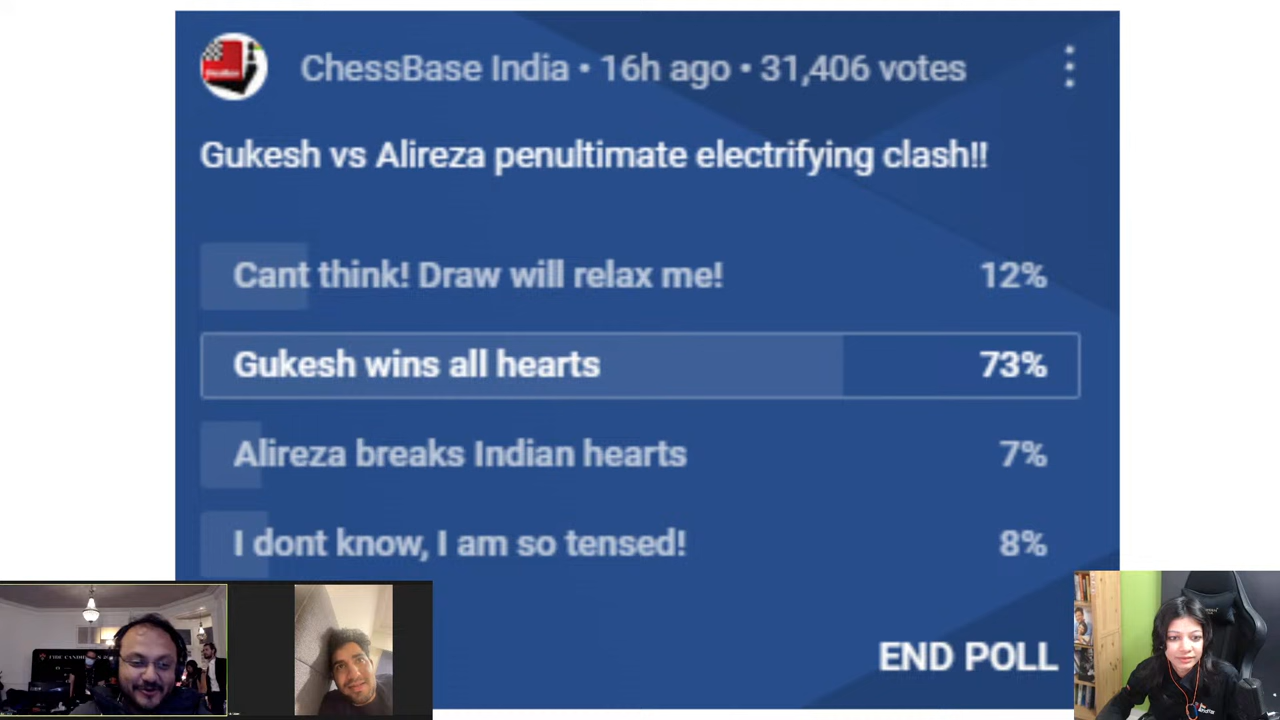 ChessBase India • 16h ago • 31,406 votes
Gukesh vs Alireza penultimate electrifying clash!!
Cant think! Draw will relax me! 12%
Gukesh wins all hearts 73%
Alireza breaks Indian hearts 7%
I dont know, I am so tensed! 8%
END POLL